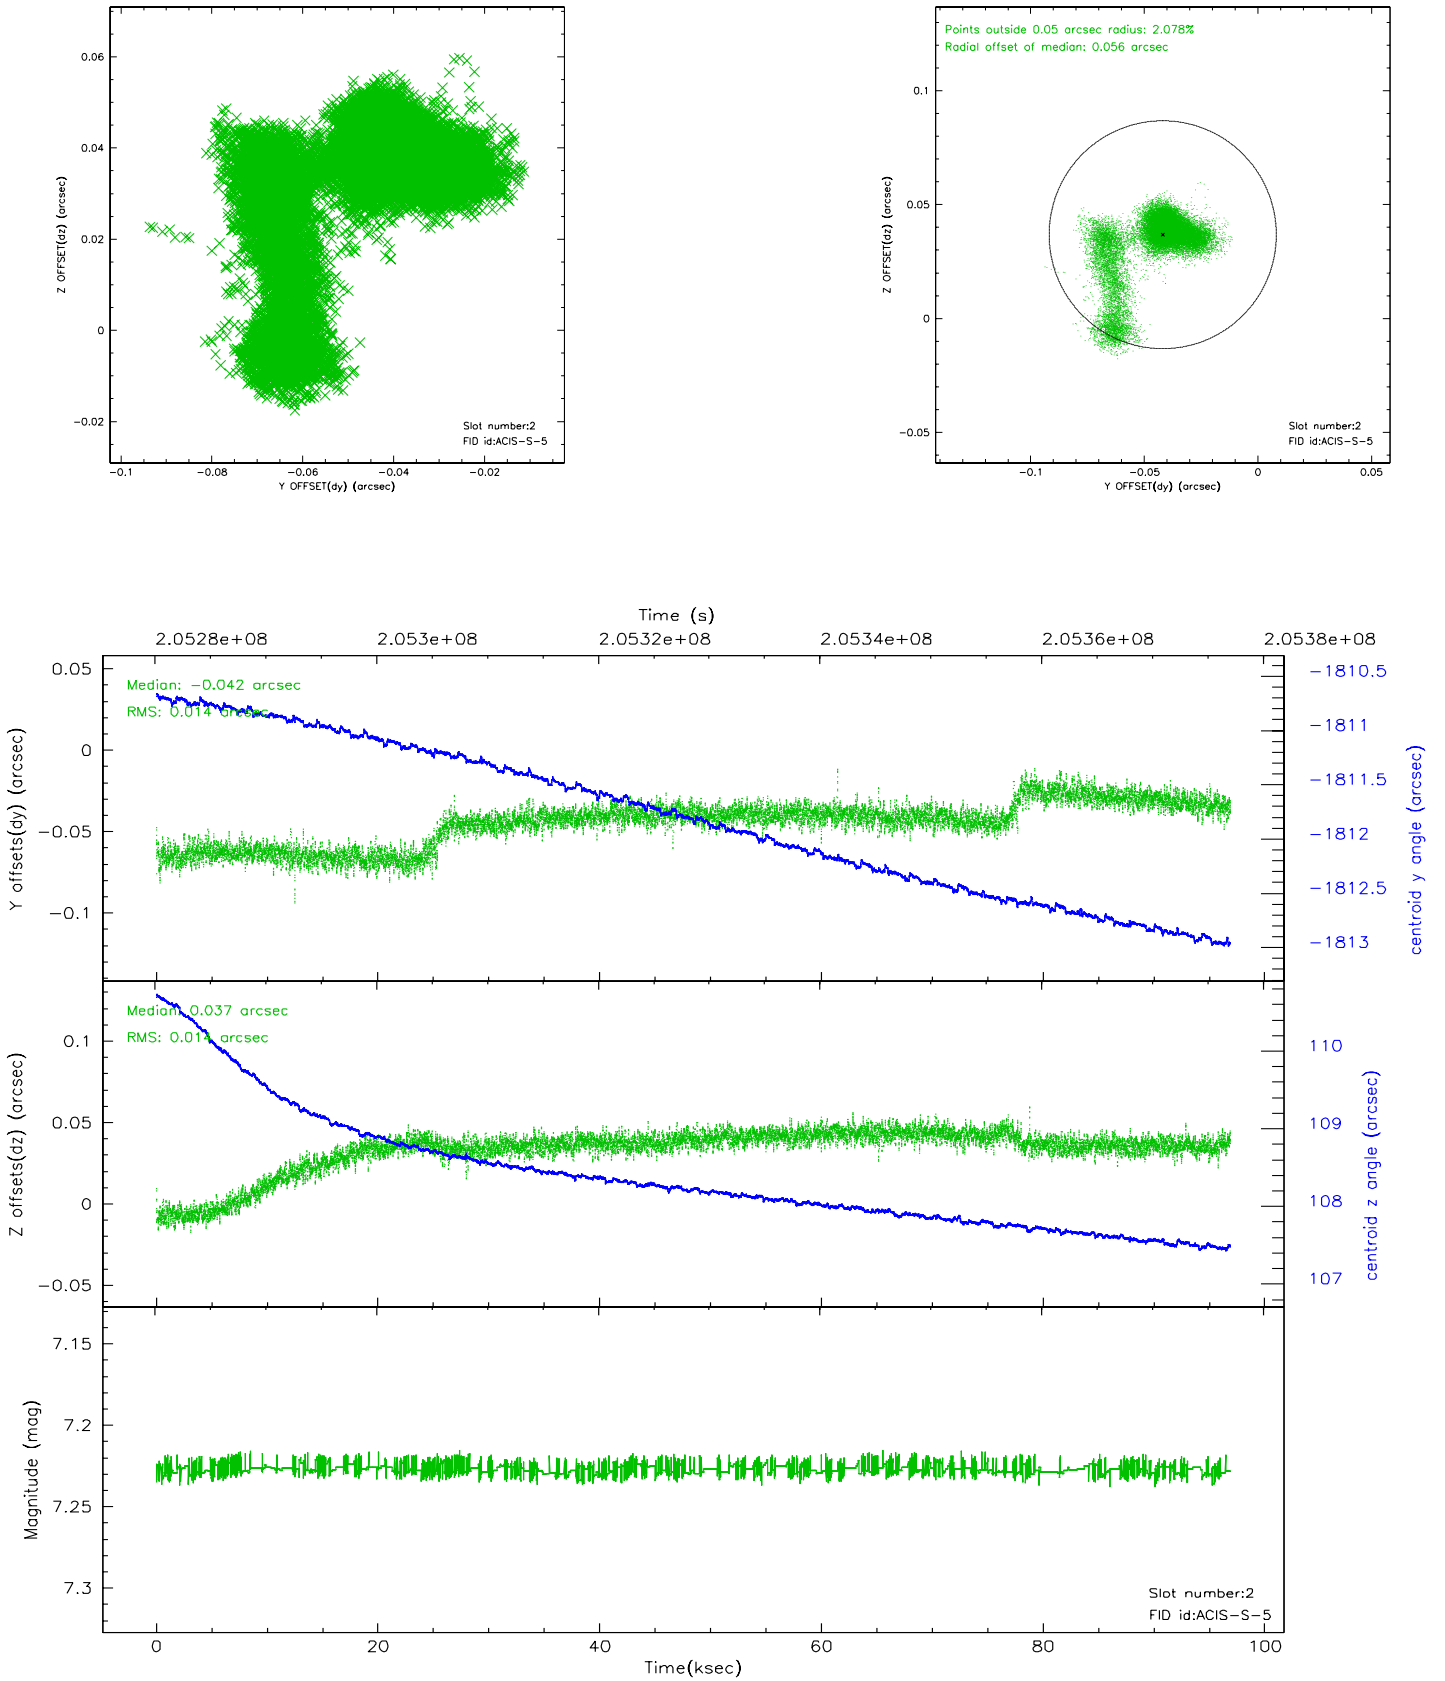 0.06
0.04
0.02
0
−0.02
Z OFFSET(dz) (arcsec)
Slot number:2
FID id:ACIS−S−5
−0.1
−0.08
−0.06
−0.04
−0.02
Y OFFSET(dy) (arcsec)
Points outside 0.05 arcsec radius: 2.078%
Radial offset of median: 0.056 arcsec
0.1
0.05
0
−0.05
Z OFFSET(dz) (arcsec)
Slot number:2
FID id:ACIS−S−5
−0.1
−0.05
0
0.05
Y OFFSET(dy) (arcsec)
Time (s)
2.0528e+08
2.053e+08
2.0532e+08
2.0534e+08
2.0536e+08
2.0538e+08
Median: −0.042 arcsec
RMS: 0.014 arcsec
0.05
0
−0.05
−0.1
Y offsets(dy) (arcsec)
−1810.5
−1811
−1811.5
−1812
−1812.5
−1813
centroid y angle (arcsec)
Median: 0.037 arcsec
RMS: 0.014 arcsec
0.1
0.05
0
−0.05
Z offsets(dz) (arcsec)
110
109
108
107
centroid z angle (arcsec)
7.15
7.2
7.25
7.3
Magnitude (mag)
Slot number:2
FID id:ACIS−S−5
0
20
40
60
80
100
Time(ksec)